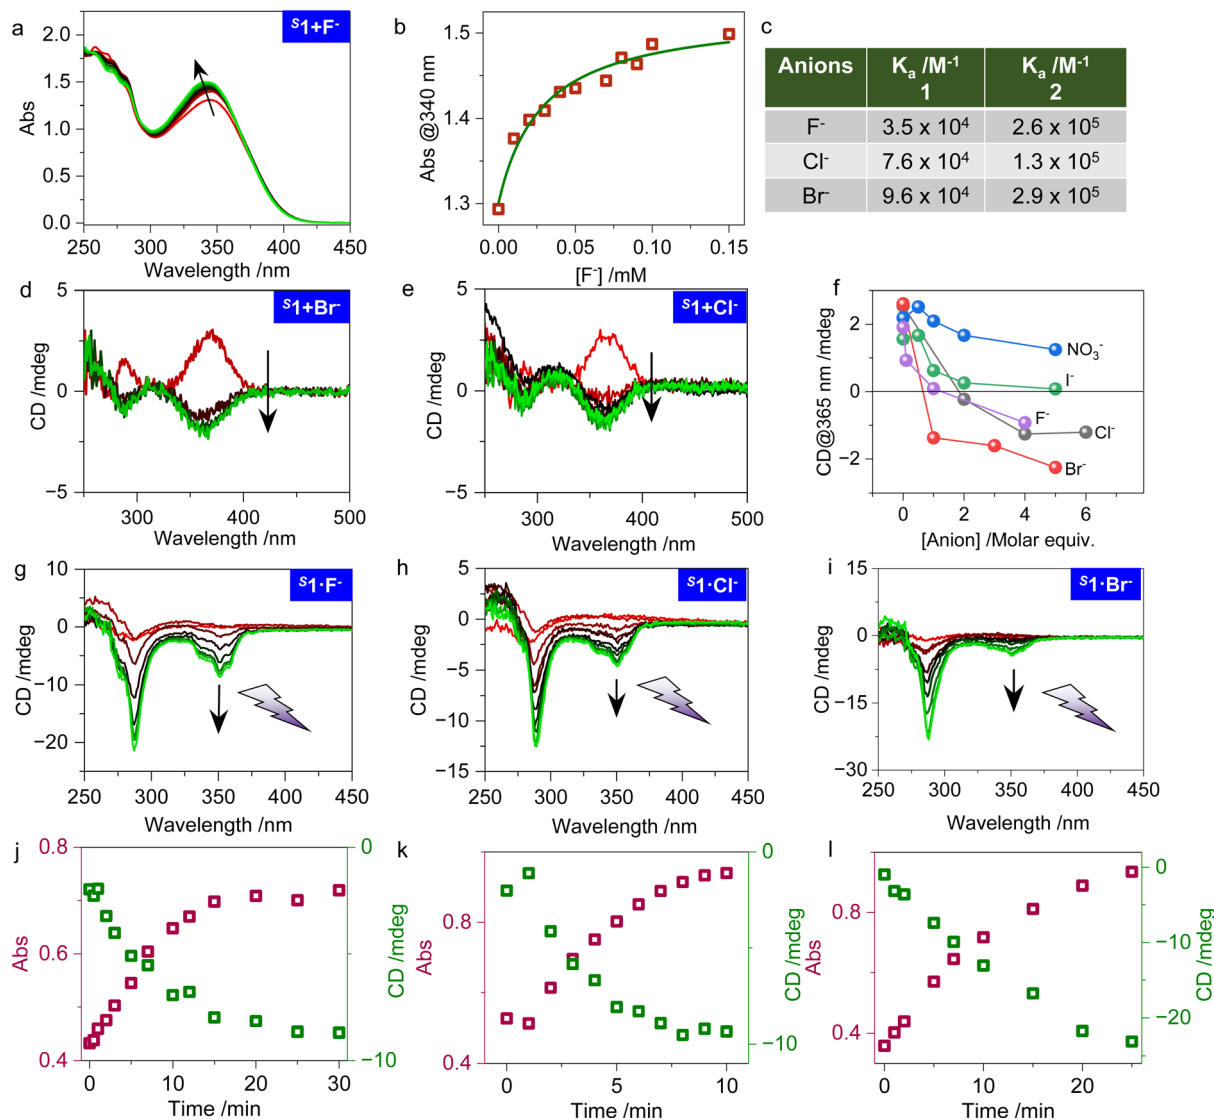 a
ˢ1+F⁻
2.0
1.5
1.0
0.5
0.0
Abs
250 300 350 400 450
Wavelength /nm
b
1.5
1.4
1.3
Abs @340 nm
0.00 0.05 0.10 0.15
[F⁻] /mM
c
Anions Kₐ /M⁻¹ Kₐ /M⁻¹
1 2
F⁻ 3.5 x 10⁴ 2.6 x 10⁵
Cl⁻ 7.6 x 10⁴ 1.3 x 10⁵
Br⁻ 9.6 x 10⁴ 2.9 x 10⁵
d
ˢ1+Br⁻
5
0
−5
CD /mdeg
300 400 500
Wavelength /nm
e
ˢ1+Cl⁻
5
0
−5
CD /mdeg
300 400 500
Wavelength /nm
f
2
0
−2
CD@365 nm /mdeg
NO₃⁻
I⁻
F⁻
Cl⁻
Br⁻
0 2 4 6
[Anion] /Molar equiv.
g
ˢ1·F⁻
10
0
−10
−20
CD /mdeg
250 300 350 400 450
Wavelength /nm
h
ˢ1·Cl⁻
5
0
−5
−10
−15
CD /mdeg
250 300 350 400 450
Wavelength /nm
i
ˢ1·Br⁻
15
0
−15
−30
CD /mdeg
250 300 350 400 450
Wavelength /nm
j
0.8
0.6
0.4
Abs
0
−10
CD /mdeg
0 10 20 30
Time /min
k
0.8
0.4
Abs
0
−10
CD /mdeg
0 5 10
Time /min
l
0.8
0.4
Abs
0
−10
−20
CD /mdeg
0 10 20
Time /min